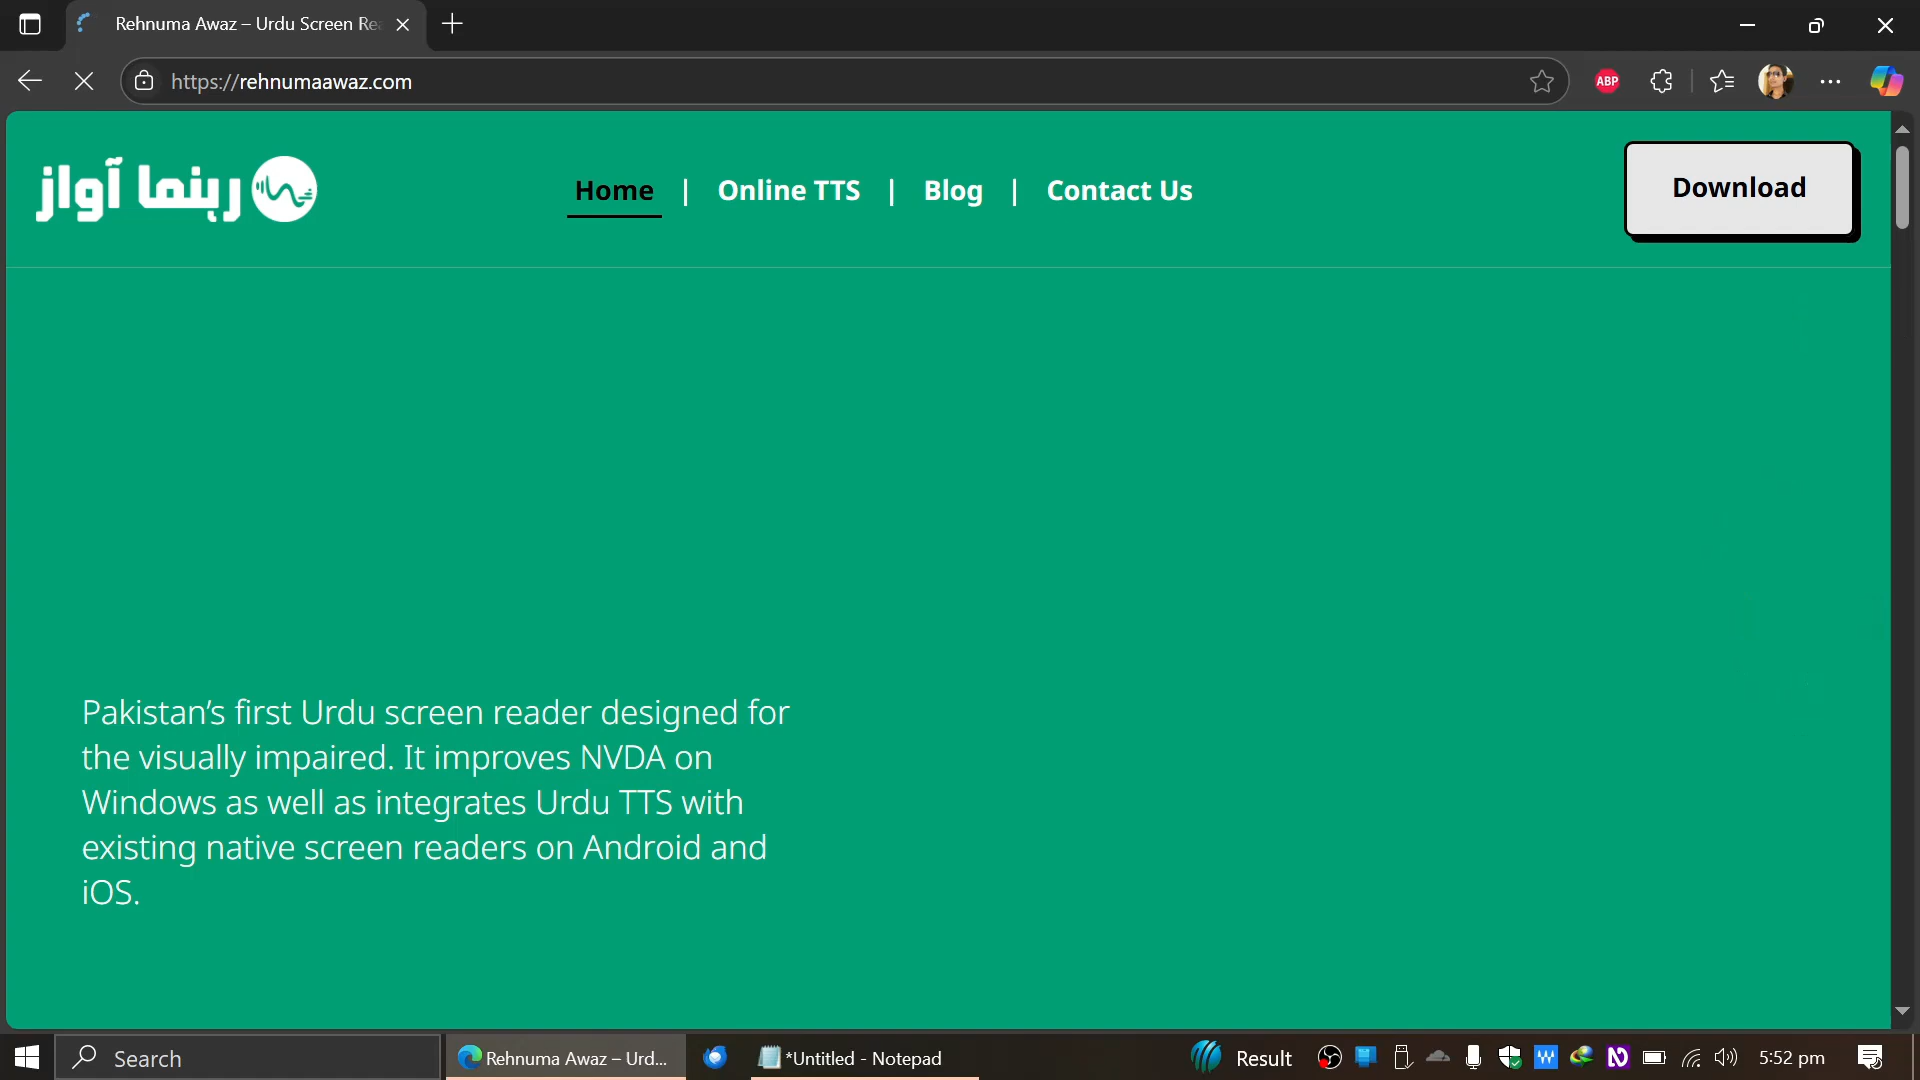 Rehnuma Awaz – Urdu Screen Rea
https://rehnumaawaz.com
ABP
رہنما آواز
Home | Online TTS | Blog | Contact Us
Download
Pakistan’s first Urdu screen reader designed for
the visually impaired. It improves NVDA on
Windows as well as integrates Urdu TTS with
existing native screen readers on Android and
iOS.
Search
Rehnuma Awaz – Urd...
*Untitled - Notepad
Result
5:52 pm